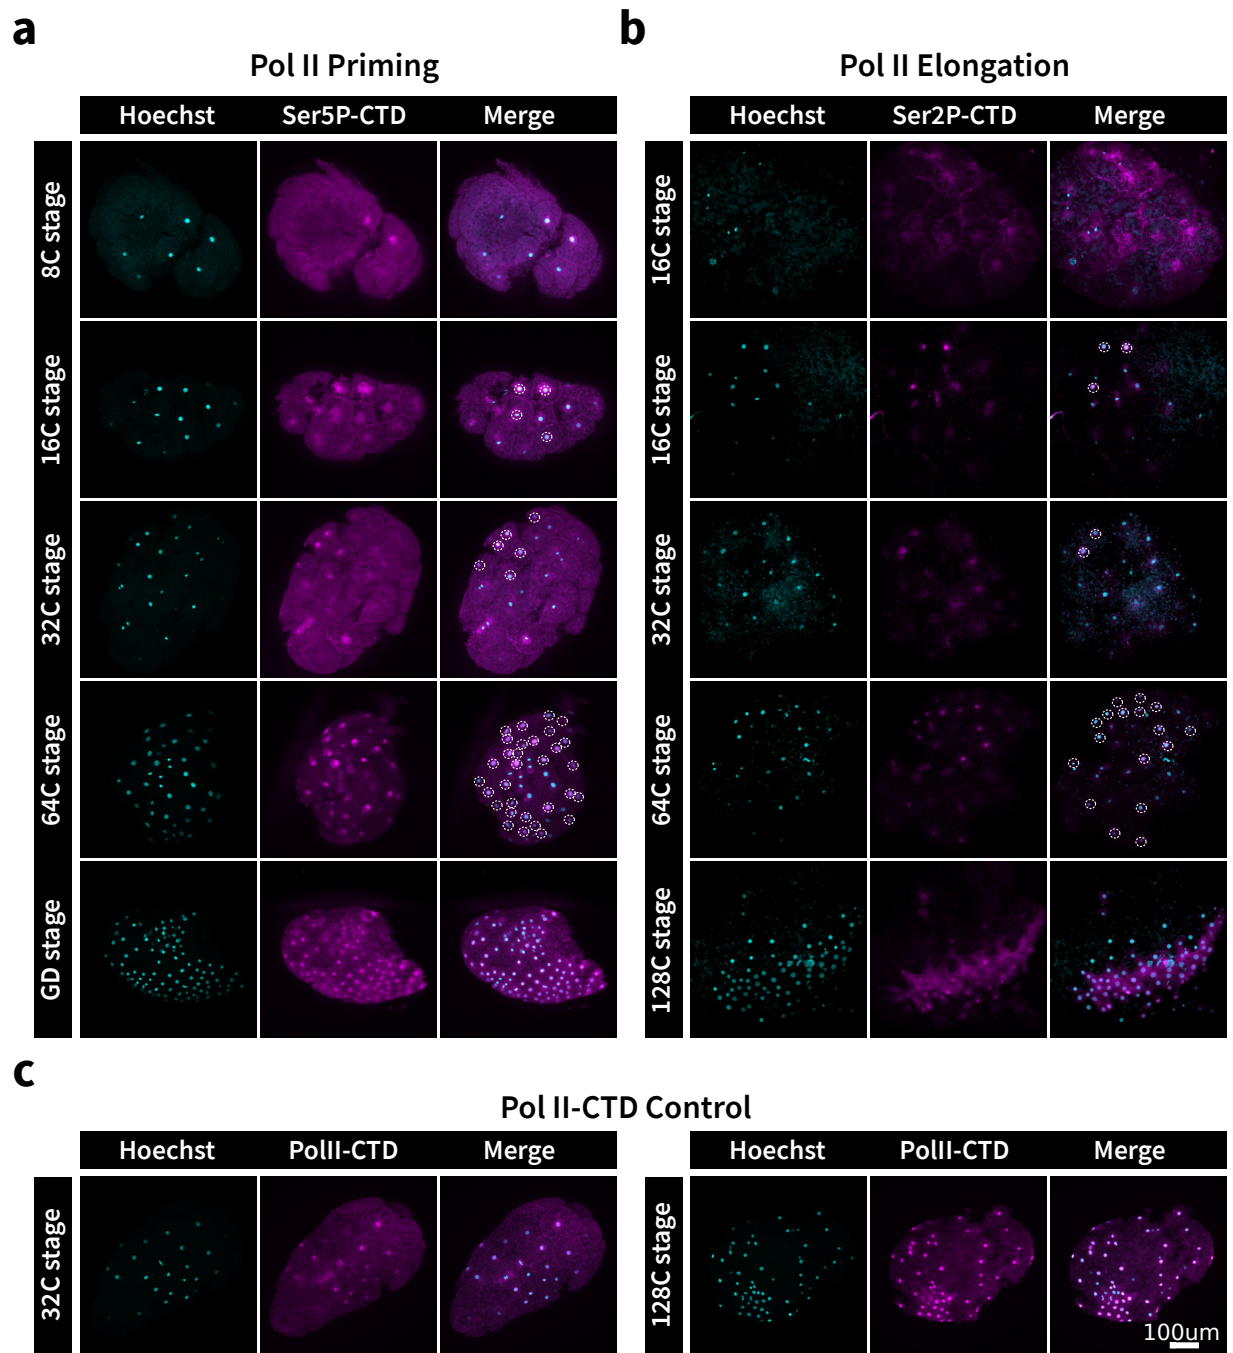 a
Pol II Priming
Hoechst Ser5P-CTD Merge
8C stage
16C stage
32C stage
64C stage
GD stage
b
Pol II Elongation
Hoechst Ser2P-CTD Merge
16C stage
16C stage
32C stage
64C stage
128C stage
c
Pol II-CTD Control
Hoechst PolII-CTD Merge
32C stage
Hoechst PolII-CTD Merge
128C stage
100um